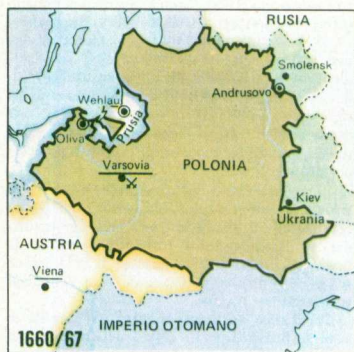 RUSIA
Smolensk
Wehlau
Andrusovo
Prusia
Oliva
Varsovia
POLONIA
Kiev
Ukrania
AUSTRIA
Viena
IMPERIO OTOMANO
1660/67